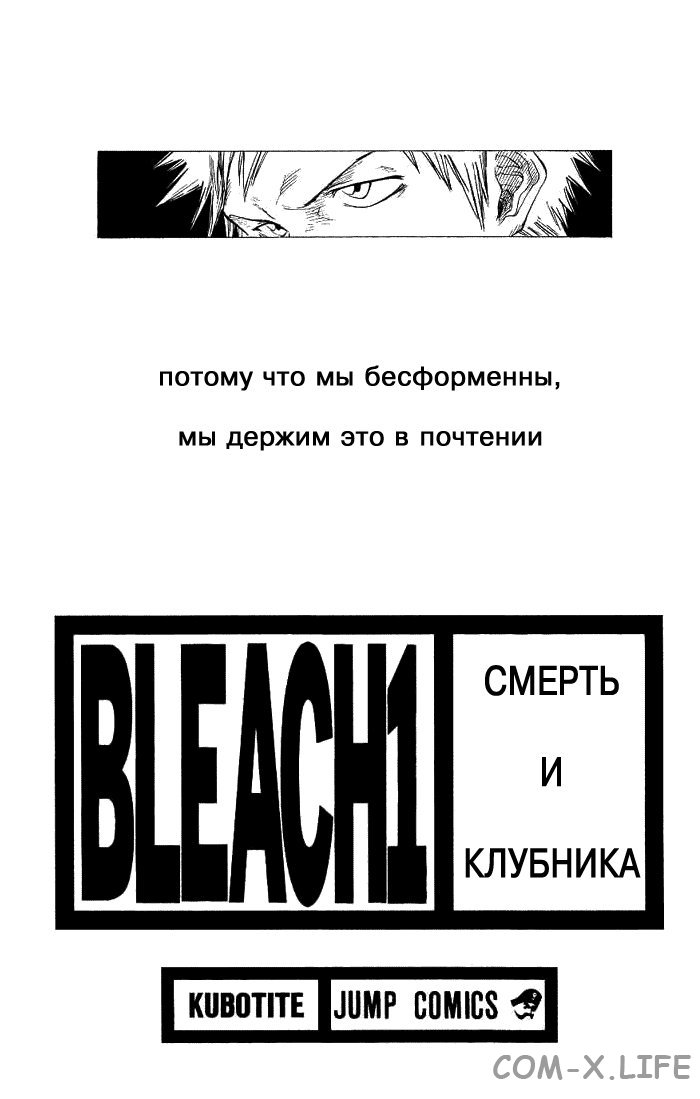 потому что мы бесформенны,
мы держим это в почтении
BLEACH1
СМЕРТЬ
И
КЛУБНИКА
KUBOTITE
JUMP COMICS
COM-X.LIFE